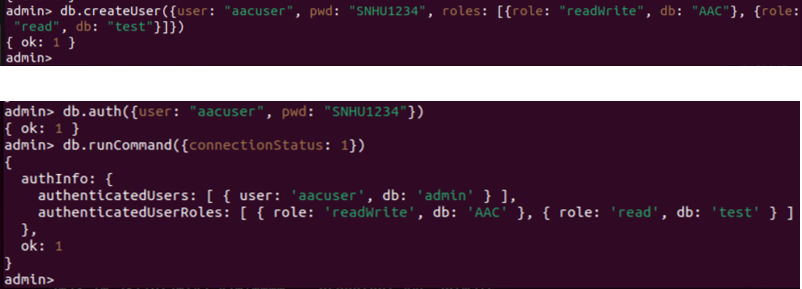 admin> db.createUser({user: "aacuser", pwd: "SNHU1234", roles: [{role: "readWrite", db: "AAC"}, {role:
"read", db: "test"}]})
{ ok: 1 }
admin>
admin> db.auth({user: "aacuser", pwd: "SNHU1234"})
{ ok: 1 }
admin> db.runCommand({connectionStatus: 1})
{
  authInfo: {
    authenticatedUsers: [ { user: 'aacuser', db: 'admin' } ],
    authenticatedUserRoles: [ { role: 'readWrite', db: 'AAC' }, { role: 'read', db: 'test' } ]
  },
  ok: 1
}
admin>